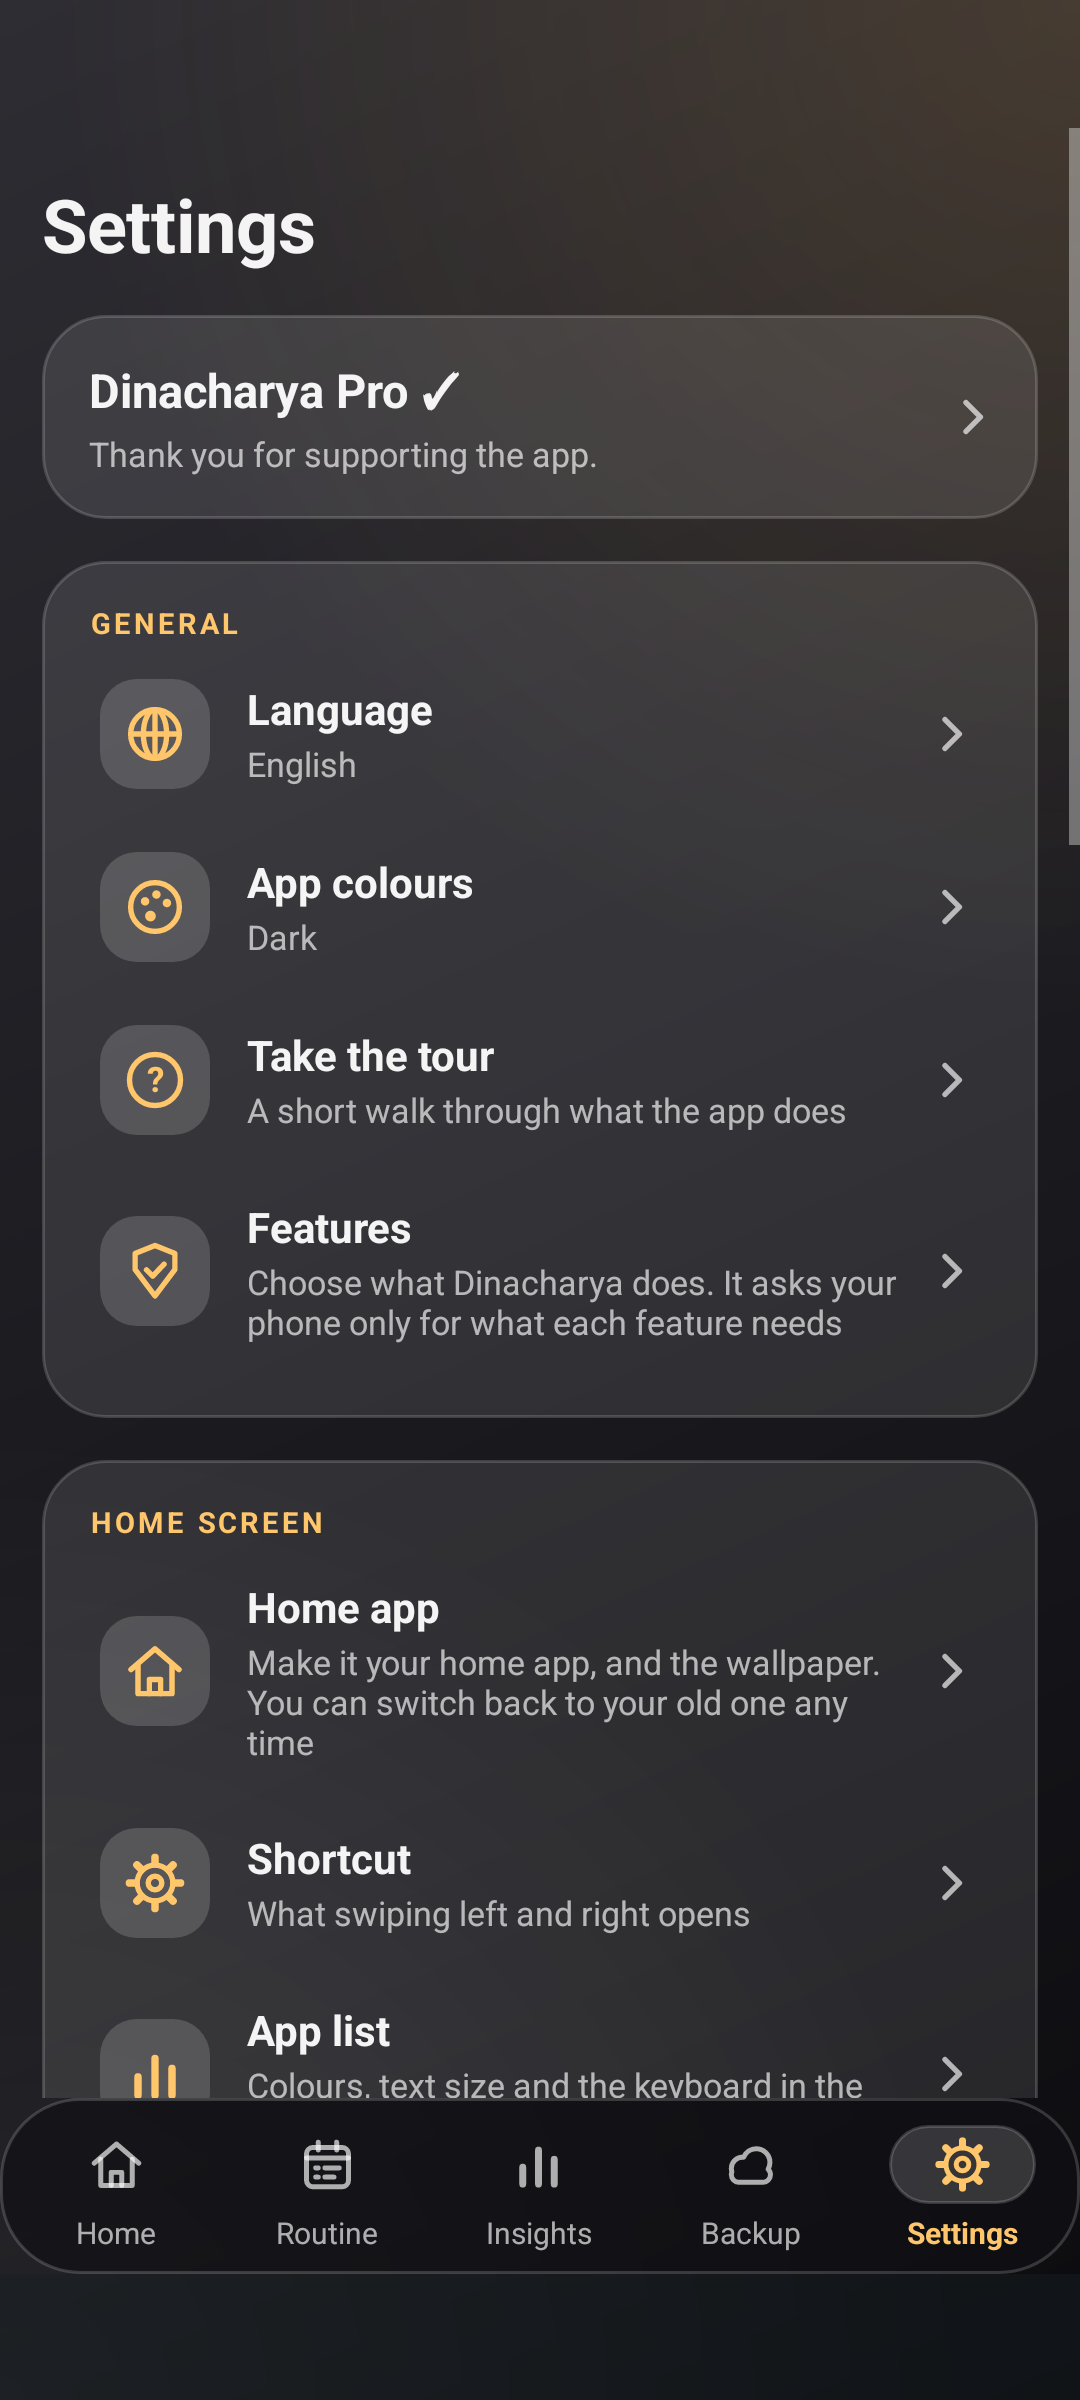 Settings
Dinacharya Pro ✓
Thank you for supporting the app.
GENERAL
Language
English
App colours
Dark
Take the tour
A short walk through what the app does
Features
Choose what Dinacharya does. It asks your
phone only for what each feature needs
HOME SCREEN
Home app
Make it your home app, and the wallpaper.
You can switch back to your old one any
time
Shortcut
What swiping left and right opens
App list
Colours, text size and the keyboard in the
Home
Routine
Insights
Backup
Settings